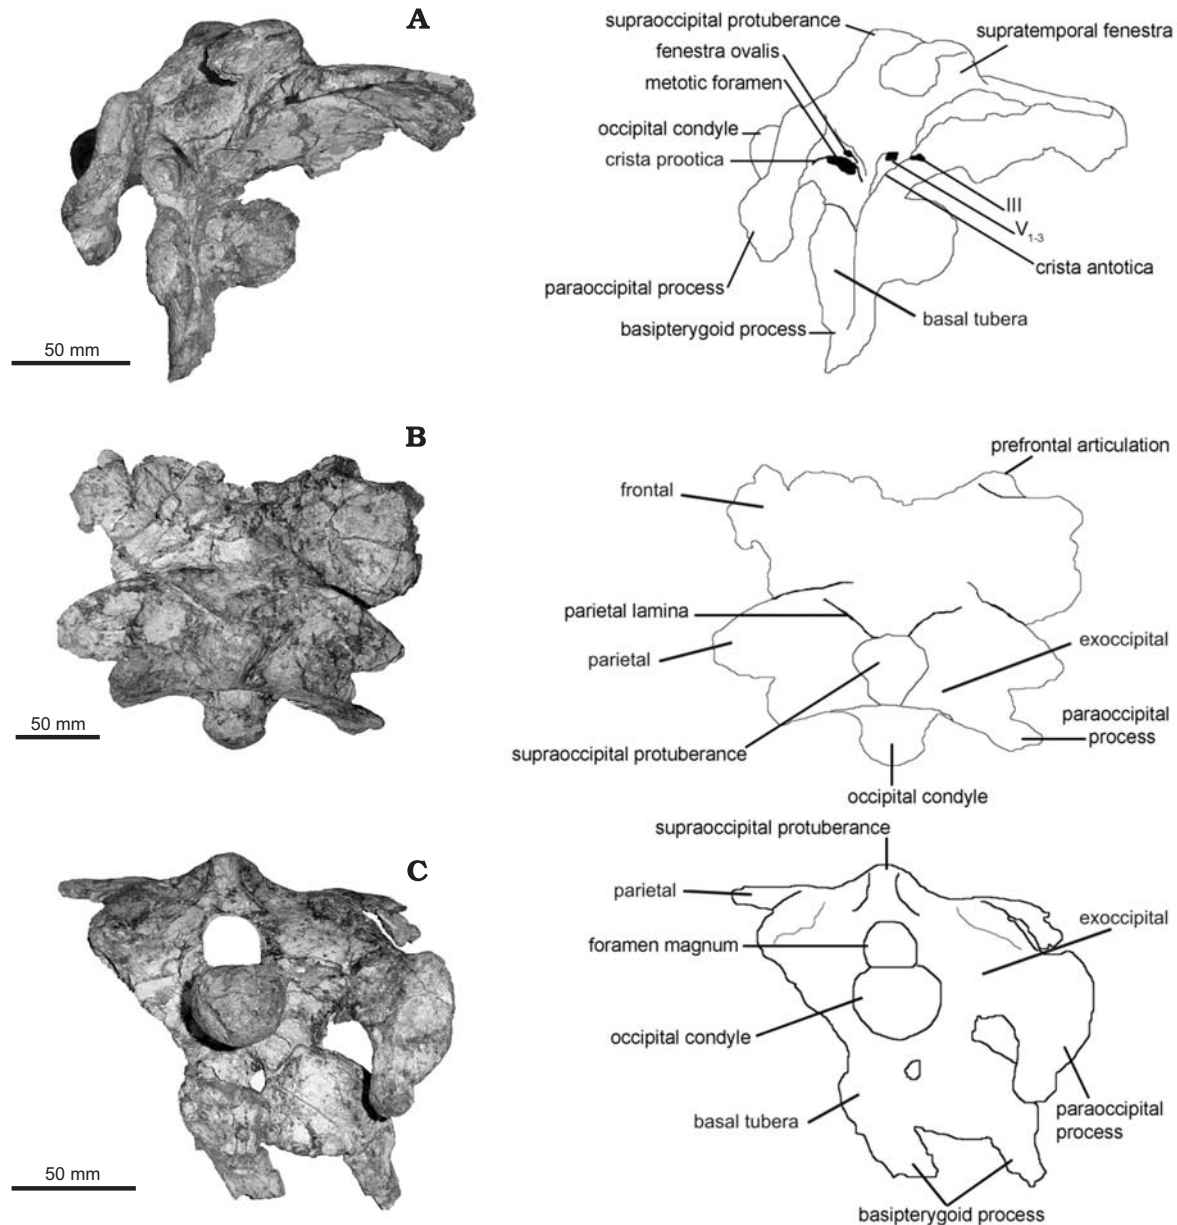 A
supraoccipital protuberance
supratemporal fenestra
fenestra ovalis
metotic foramen
occipital condyle
crista prootica
III
V1-3
crista antotica
paraoccipital process
basal tubera
basipterygoid process
50 mm
B
prefrontal articulation
frontal
parietal lamina
exoccipital
parietal
paraoccipital
process
50 mm
supraoccipital protuberance
occipital condyle
C
supraoccipital protuberance
parietal
exoccipital
foramen magnum
occipital condyle
basal tubera
paraoccipital
process
50 mm
basipterygoid process